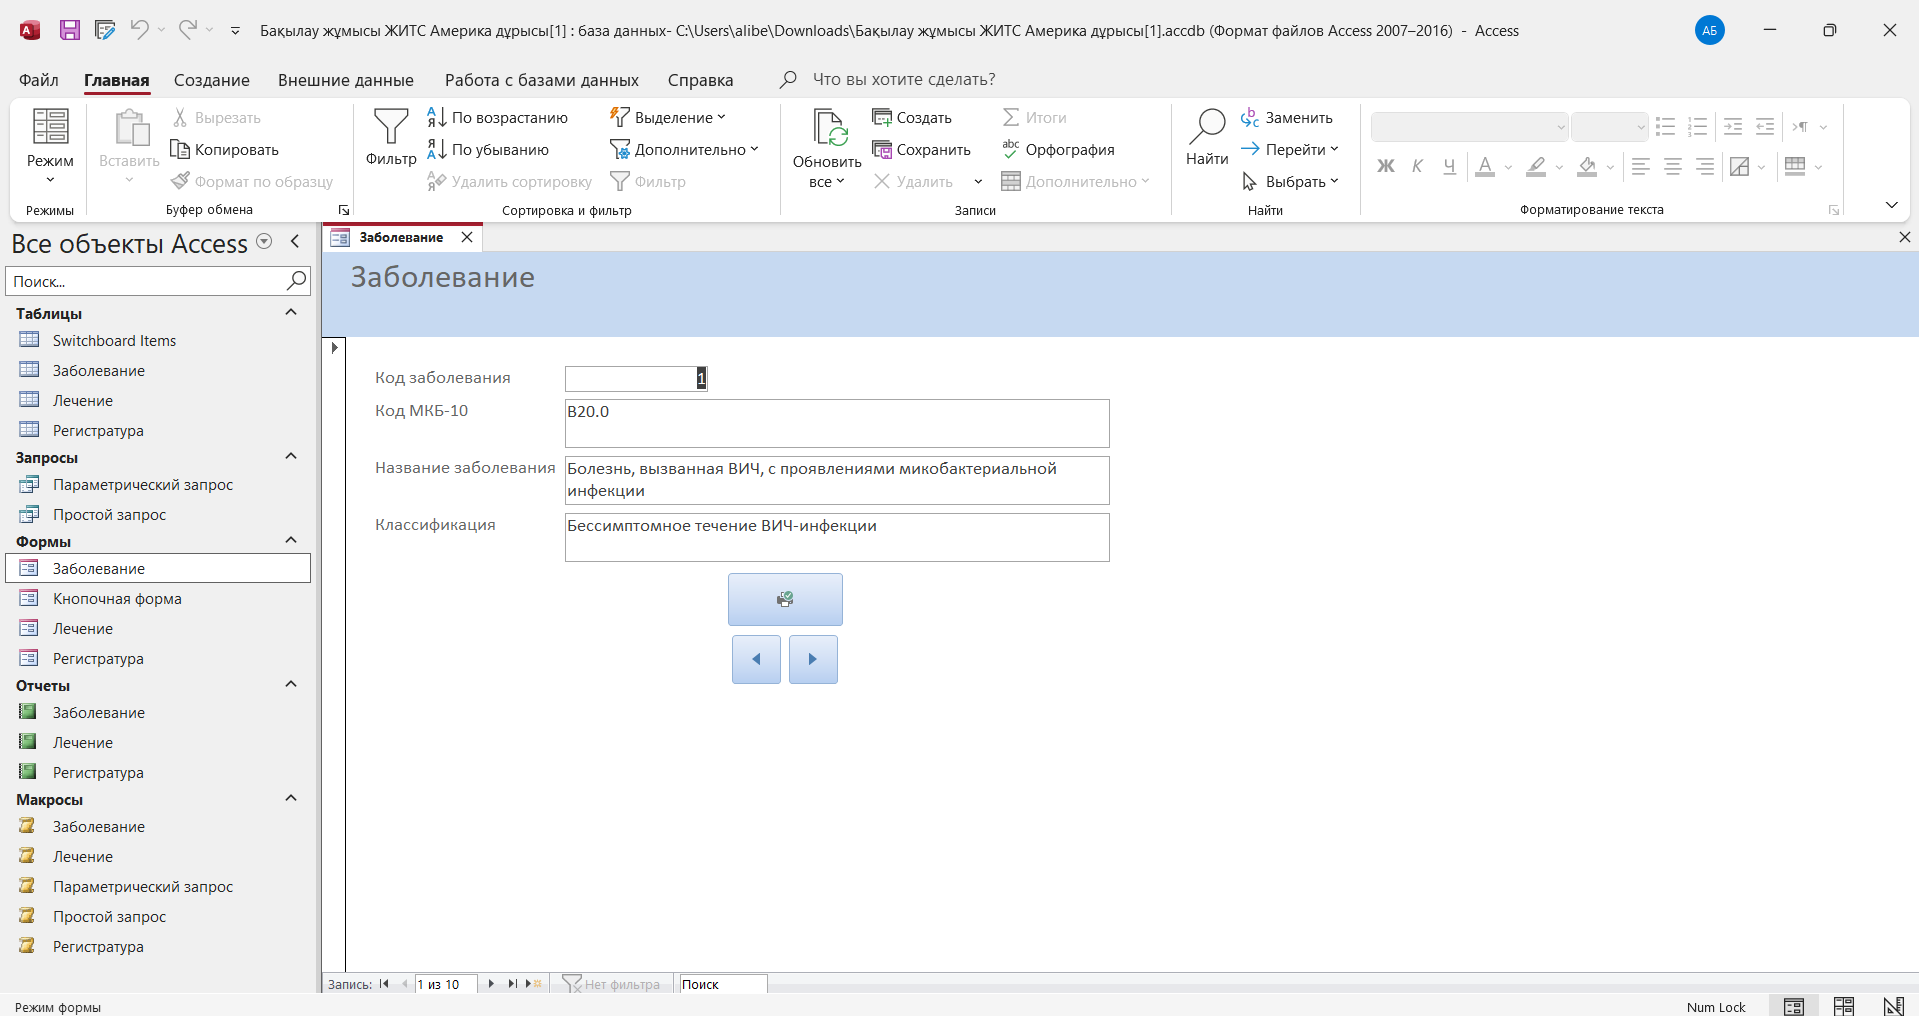 Бақылау жұмысы ЖИТС Америка дұрысы[1] : база данных- C:\Users\alibe\Downloads\Бақылау жұмысы ЖИТС Америка дұрысы[1].accdb (Формат файлов Access 2007–2016) - Access
АБ
Файл Главная Создание Внешние данные Работа с базами данных Справка Что вы хотите сделать?
Режим
Режимы
Вставить
Вырезать
Копировать
Формат по образцу
Буфер обмена
Фильтр
По возрастанию
По убыванию
Удалить сортировку
Выделение
Дополнительно
Фильтр
Сортировка и фильтр
Обновить
все
Создать
Сохранить
Удалить
Итоги
Орфография
Дополнительно
Записи
Найти
Заменить
Перейти
Выбрать
Найти
Ж К Ч А
Форматирование текста
Все объекты Access
Поиск...
Таблицы
Switchboard Items
Заболевание
Лечение
Регистратура
Запросы
Параметрический запрос
Простой запрос
Формы
Заболевание
Кнопочная форма
Лечение
Регистратура
Отчеты
Заболевание
Лечение
Регистратура
Макросы
Заболевание
Лечение
Параметрический запрос
Простой запрос
Регистратура
Заболевание
Заболевание
Код заболевания 1
Код МКБ-10 B20.0
Название заболевания Болезнь, вызванная ВИЧ, с проявлениями микобактериальной
инфекции
Классификация Бессимптомное течение ВИЧ-инфекции
Запись: 1 из 10 Нет фильтра Поиск
Режим формы Num Lock